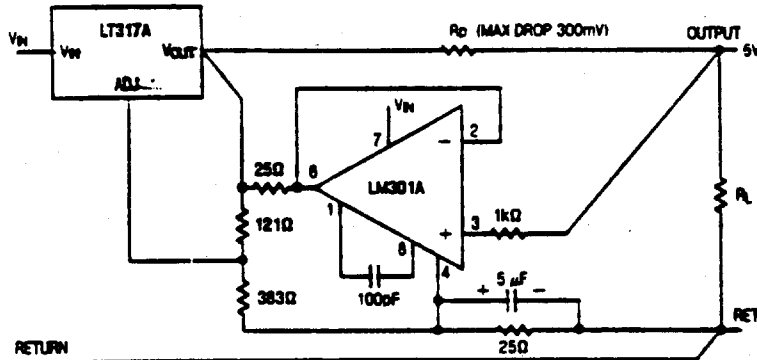 LT317A
VIN
VIN
VOUT
ADJ
RP (MAX DROP 300mV)
OUTPUT
5V
VIN
7
2
25Ω
6
−
LM301A
RL
121Ω
1
8
+
3
1kΩ
4
100pF
+
5 μF
−
383Ω
RET
RETURN
25Ω